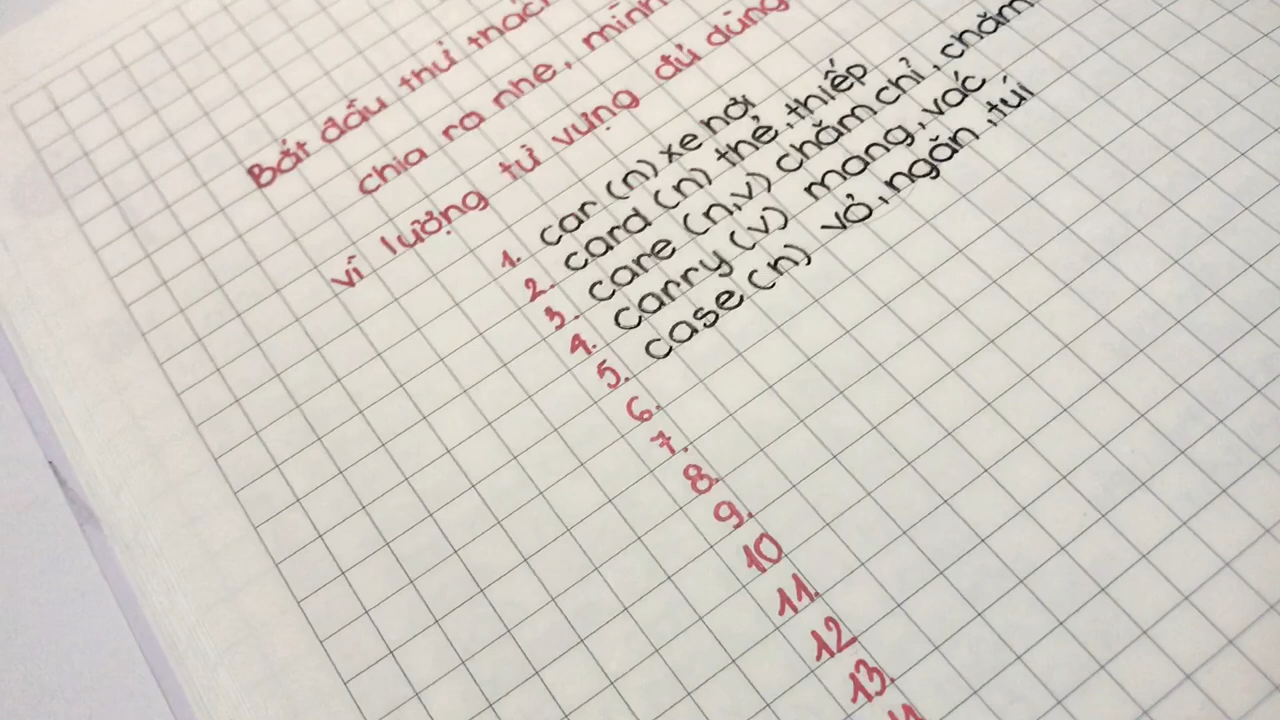 Bắt đầu thử thách
chia ra nhe, mình
vì lượng từ vựng đủ dùng
1. car (n) xe hơi
2. card (n) thẻ, thiếp
3. care (n,v) chăm chỉ, chăm
4. carry (v) mang, vác
5. case (n) vỏ, ngăn, túi
6.
7.
8.
9.
10
11.
12
13.